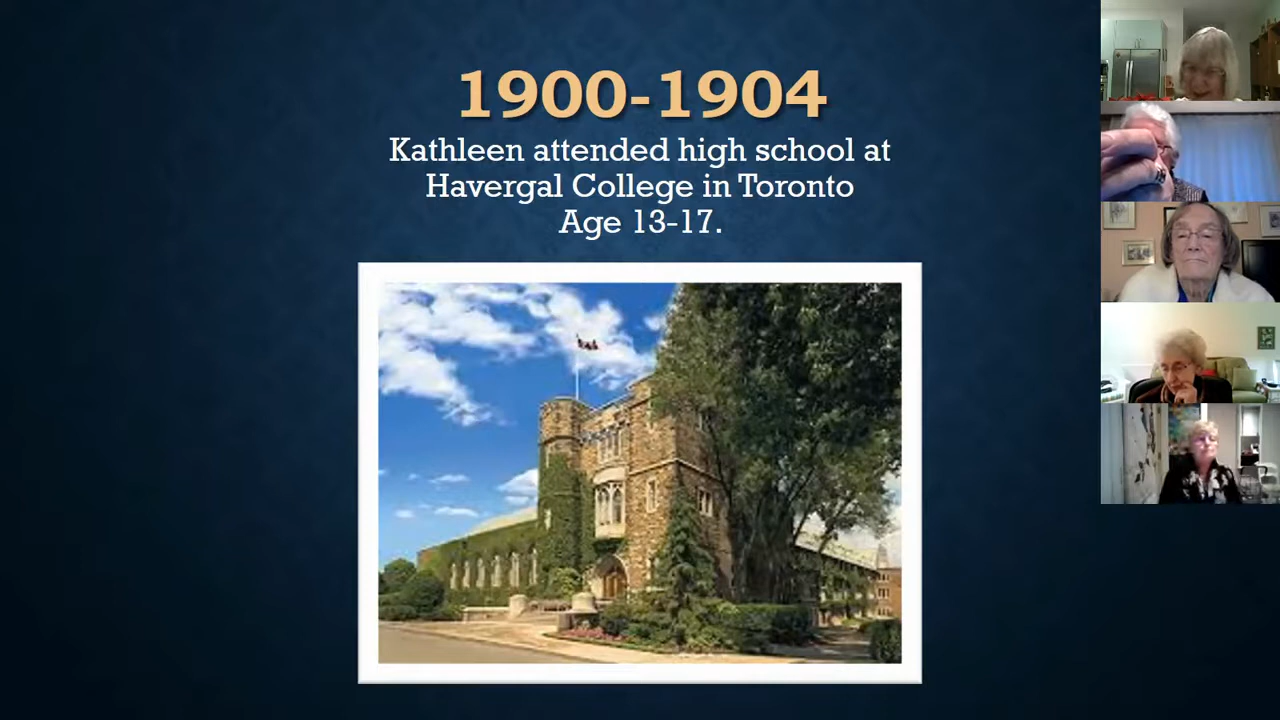 1900-1904
Kathleen attended high school at
Havergal College in Toronto
Age 13-17.